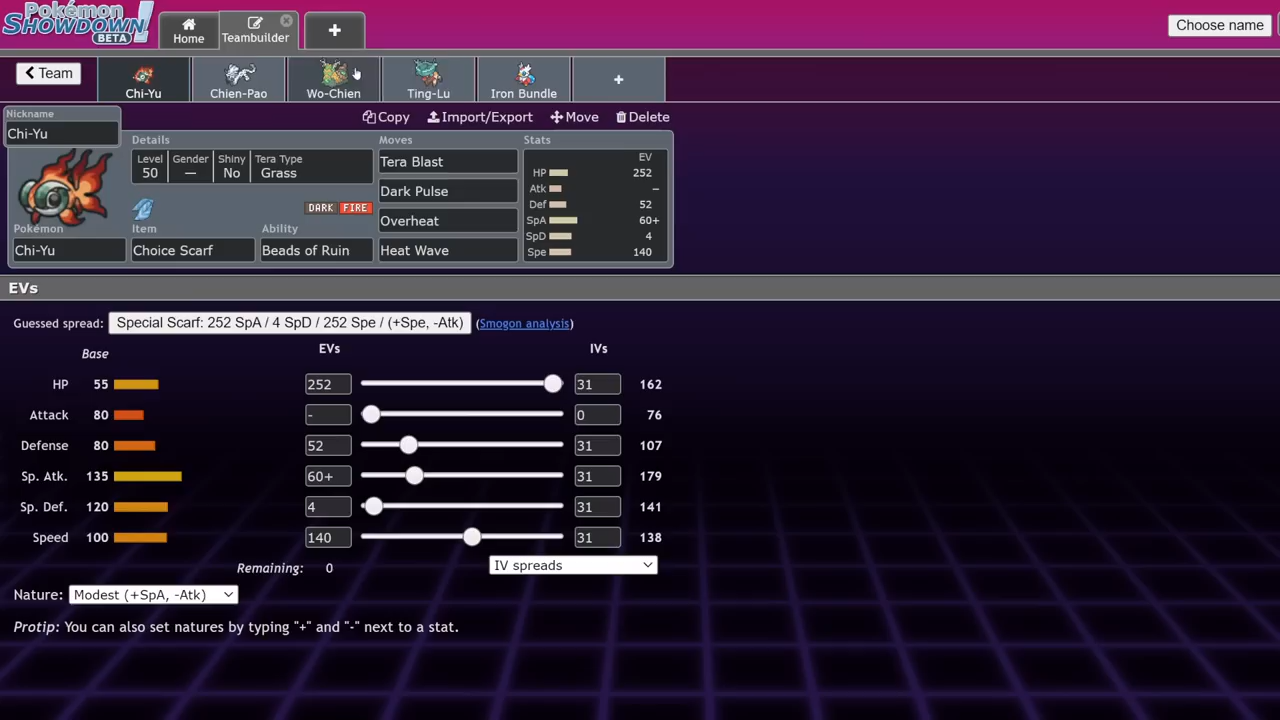 Pokémon
SHOWDOWN!
BETA
Home
Teambuilder
+
Choose name
Team
Chi-Yu
Chien-Pao
Wo-Chien
Ting-Lu
Iron Bundle
+
Nickname
Chi-Yu
Copy
Import/Export
Move
Delete
Details
Moves
Stats
Level
Gender
Shiny
Tera Type
50
—
No
Grass
DARK
FIRE
Pokémon
Item
Ability
Chi-Yu
Choice Scarf
Beads of Ruin
Tera Blast
Dark Pulse
Overheat
Heat Wave
EV
HP 252
Atk –
Def 52
SpA 60+
SpD 4
Spe 140
EVs
Guessed spread: Special Scarf: 252 SpA / 4 SpD / 252 Spe / (+Spe, -Atk) (Smogon analysis)
Base EVs IVs
HP 55 252 31 162
Attack 80 - 0 76
Defense 80 52 31 107
Sp. Atk. 135 60+ 31 179
Sp. Def. 120 4 31 141
Speed 100 140 31 138
Remaining: 0 IV spreads
Nature: Modest (+SpA, -Atk)
Protip: You can also set natures by typing "+" and "-" next to a stat.